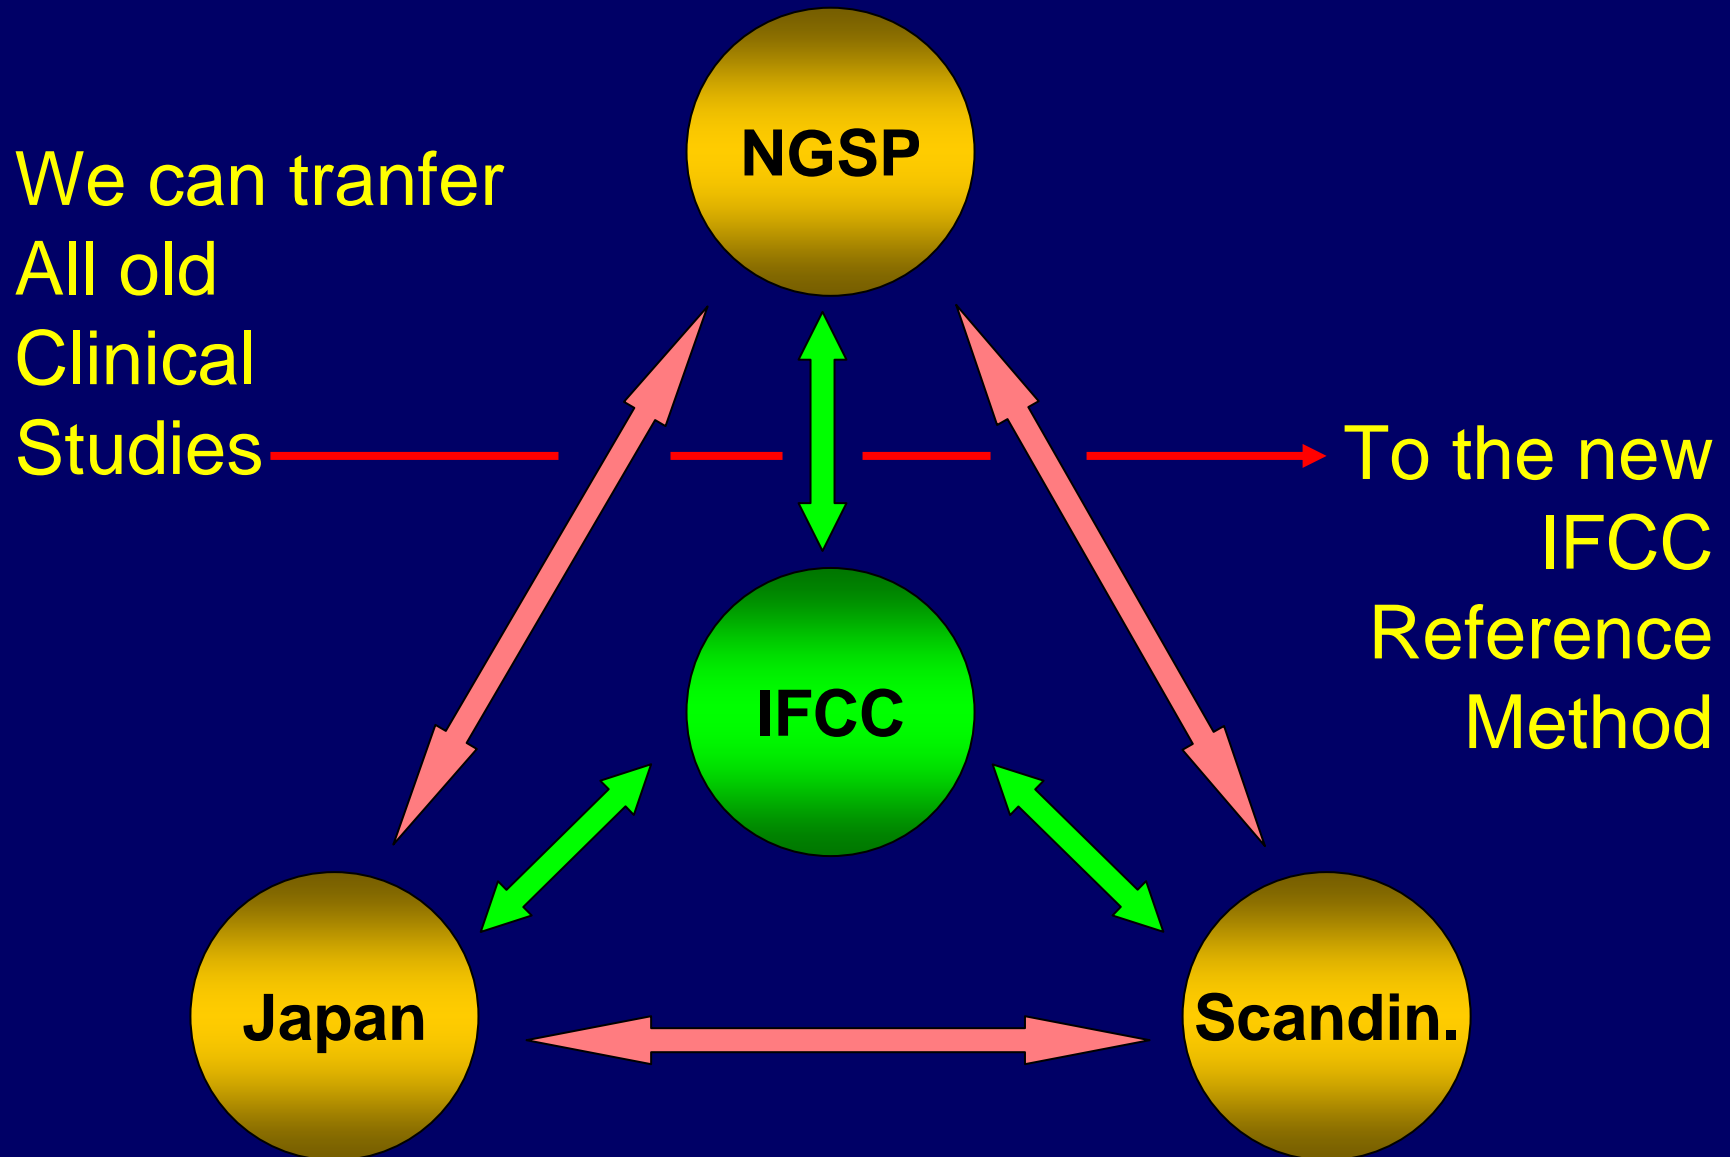 NGSP
We can tranfer
All old
Clinical
Studies
To the new
IFCC
Reference
Method
IFCC
Japan
Scandin.